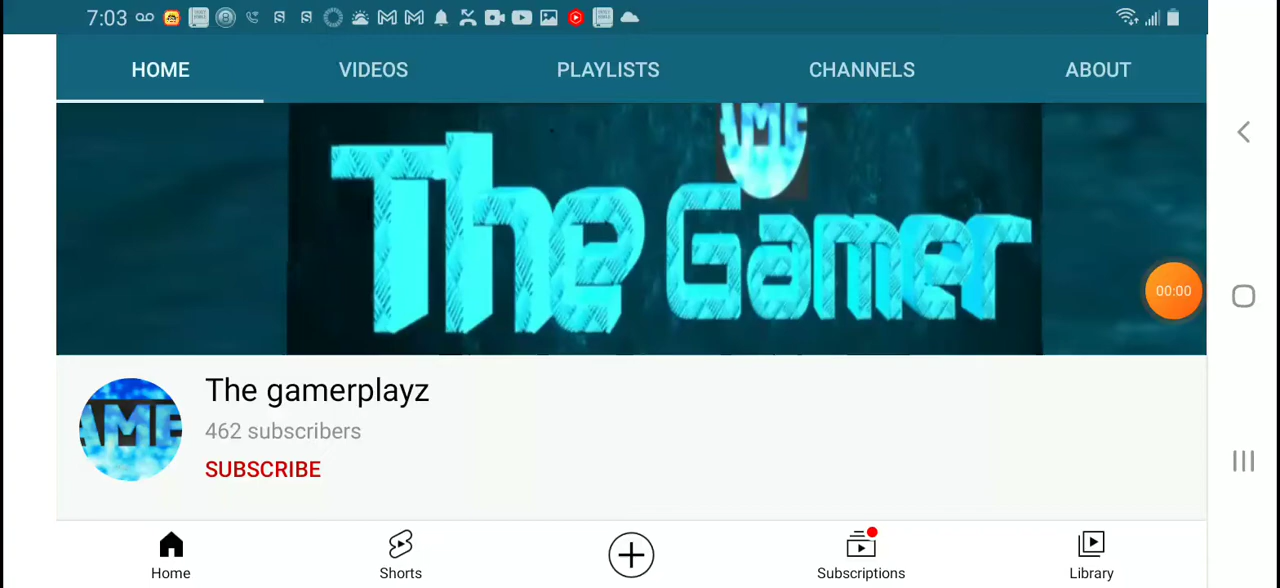 7:03
HOME VIDEOS PLAYLISTS CHANNELS ABOUT
The Gamer
00:00
The gamerplayz
462 subscribers
SUBSCRIBE
Home Shorts Subscriptions Library